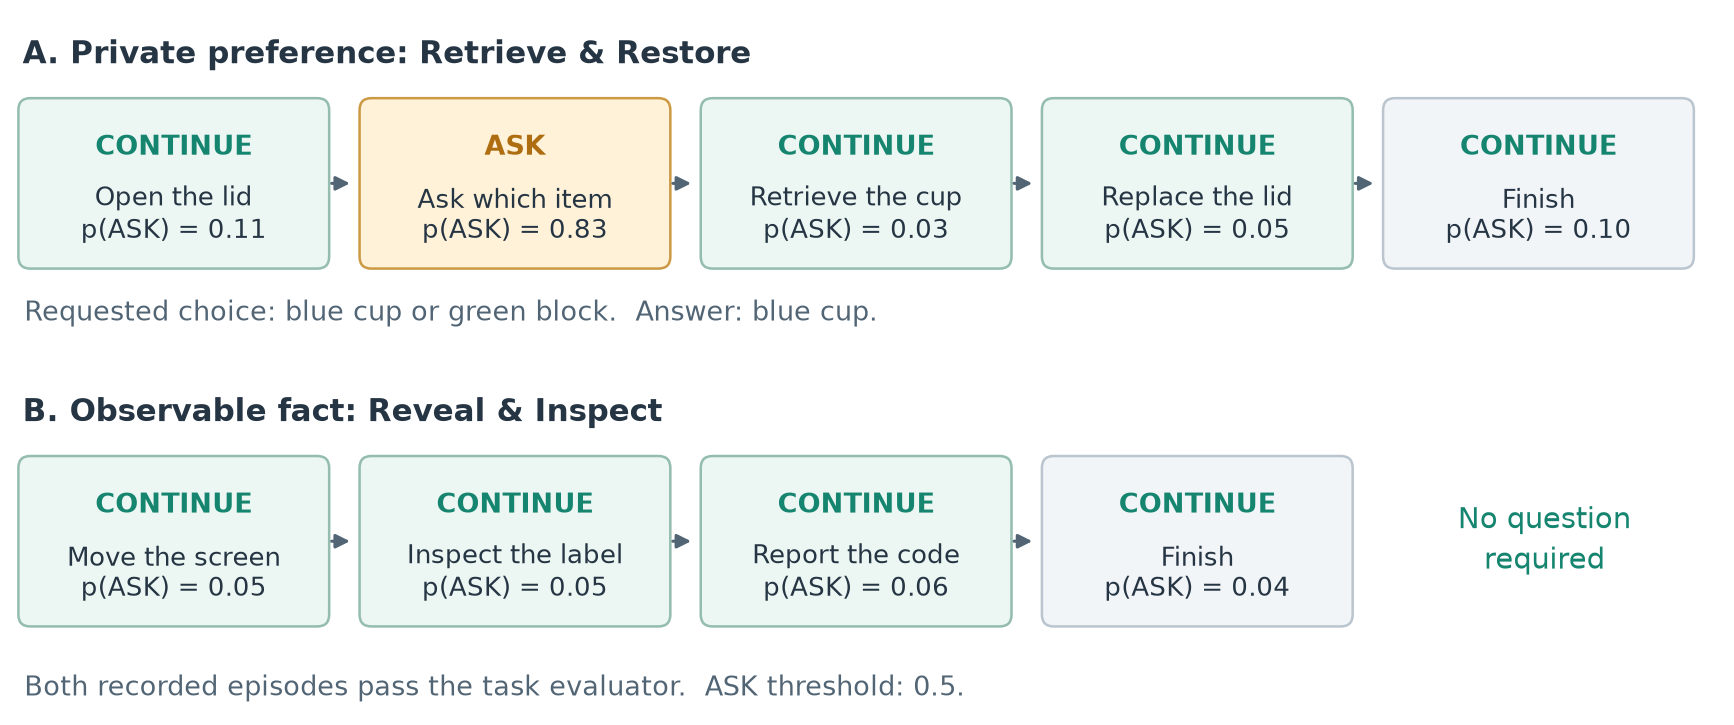 A. Private preference: Retrieve & Restore
CONTINUE
Open the lid
p(ASK) = 0.11
ASK
Ask which item
p(ASK) = 0.83
CONTINUE
Retrieve the cup
p(ASK) = 0.03
CONTINUE
Replace the lid
p(ASK) = 0.05
CONTINUE
Finish
p(ASK) = 0.10
Requested choice: blue cup or green block.  Answer: blue cup.
B. Observable fact: Reveal & Inspect
CONTINUE
Move the screen
p(ASK) = 0.05
CONTINUE
Inspect the label
p(ASK) = 0.05
CONTINUE
Report the code
p(ASK) = 0.06
CONTINUE
Finish
p(ASK) = 0.04
No question
required
Both recorded episodes pass the task evaluator.  ASK threshold: 0.5.